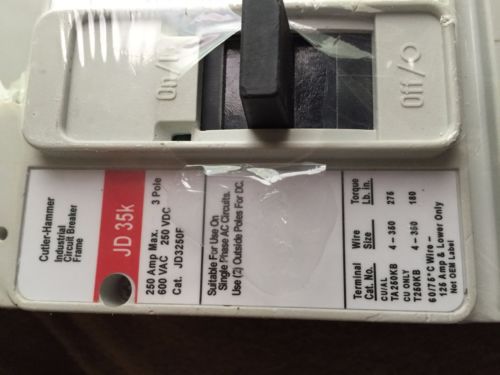 On/I
Off/O
Cutler-Hammer
Industrial
Circuit Breaker
Frame
JD 35k
250 Amp Max. 3 Pole
600 VAC 250 VDC
Cat. JD3250F
Suitable For Use On
Single Phase AC Circuits.
Use (2) Outside Poles For DC.
Terminal Wire Torque
Cat. No. Size Lb. in.
CU/AL
TA250KB 4-350 275
CU ONLY
T250KB 4-350 180
60/75°C Wire -
125 Amp & Lower Only
Not OEM Label